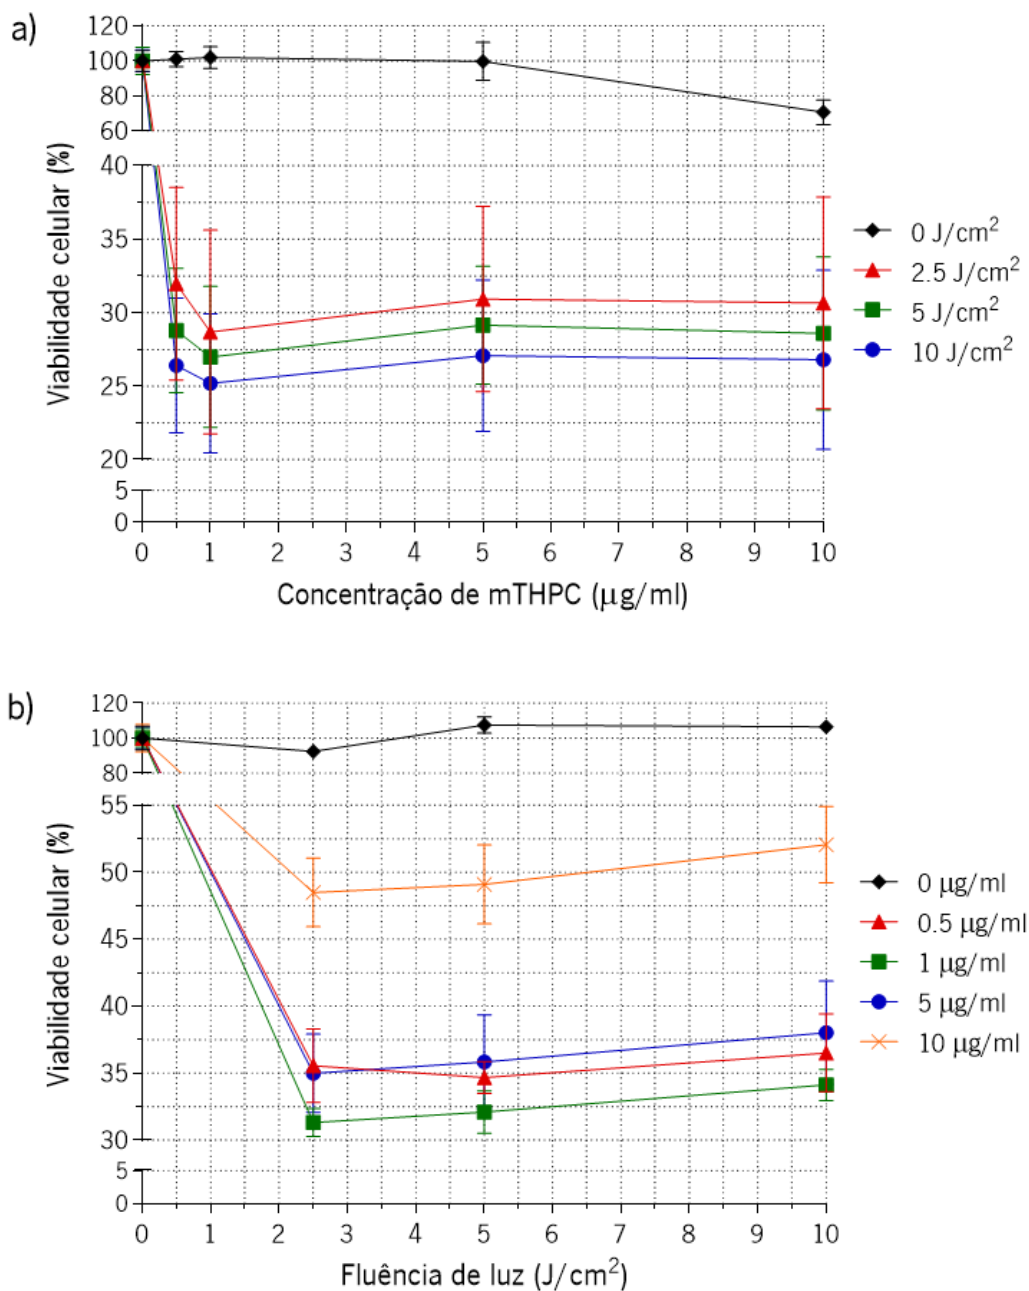 a)
Viabilidade celular (%)
120
100
80
60
40
35
30
25
20
5
0
0 1 2 3 4 5 6 7 8 9 10
Concentração de mTHPC (μg/ml)
0 J/cm²
2.5 J/cm²
5 J/cm²
10 J/cm²
b)
Viabilidade celular (%)
120
100
80
55
50
45
40
35
30
5
0
0 1 2 3 4 5 6 7 8 9 10
Fluência de luz (J/cm²)
0 μg/ml
0.5 μg/ml
1 μg/ml
5 μg/ml
10 μg/ml